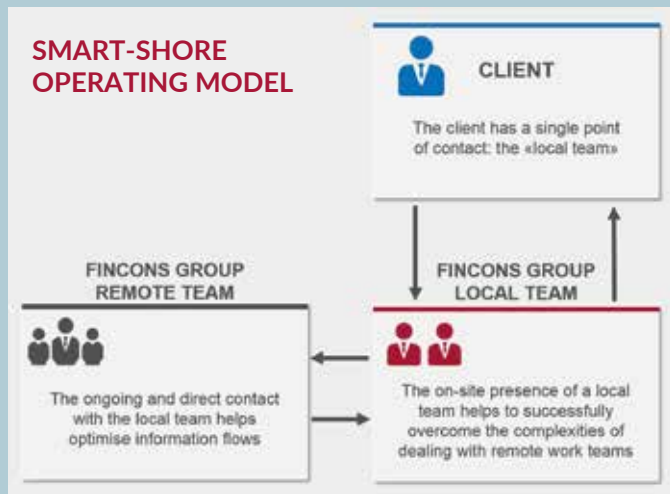 SMART-SHORE
OPERATING MODEL
CLIENT
The client has a single point
of contact: the «local team»
FINCONS GROUP
REMOTE TEAM
The ongoing and direct contact
with the local team helps
optimise information flows
FINCONS GROUP
LOCAL TEAM
The on-site presence of a local
team helps to successfully
overcome the complexities of
dealing with remote work teams